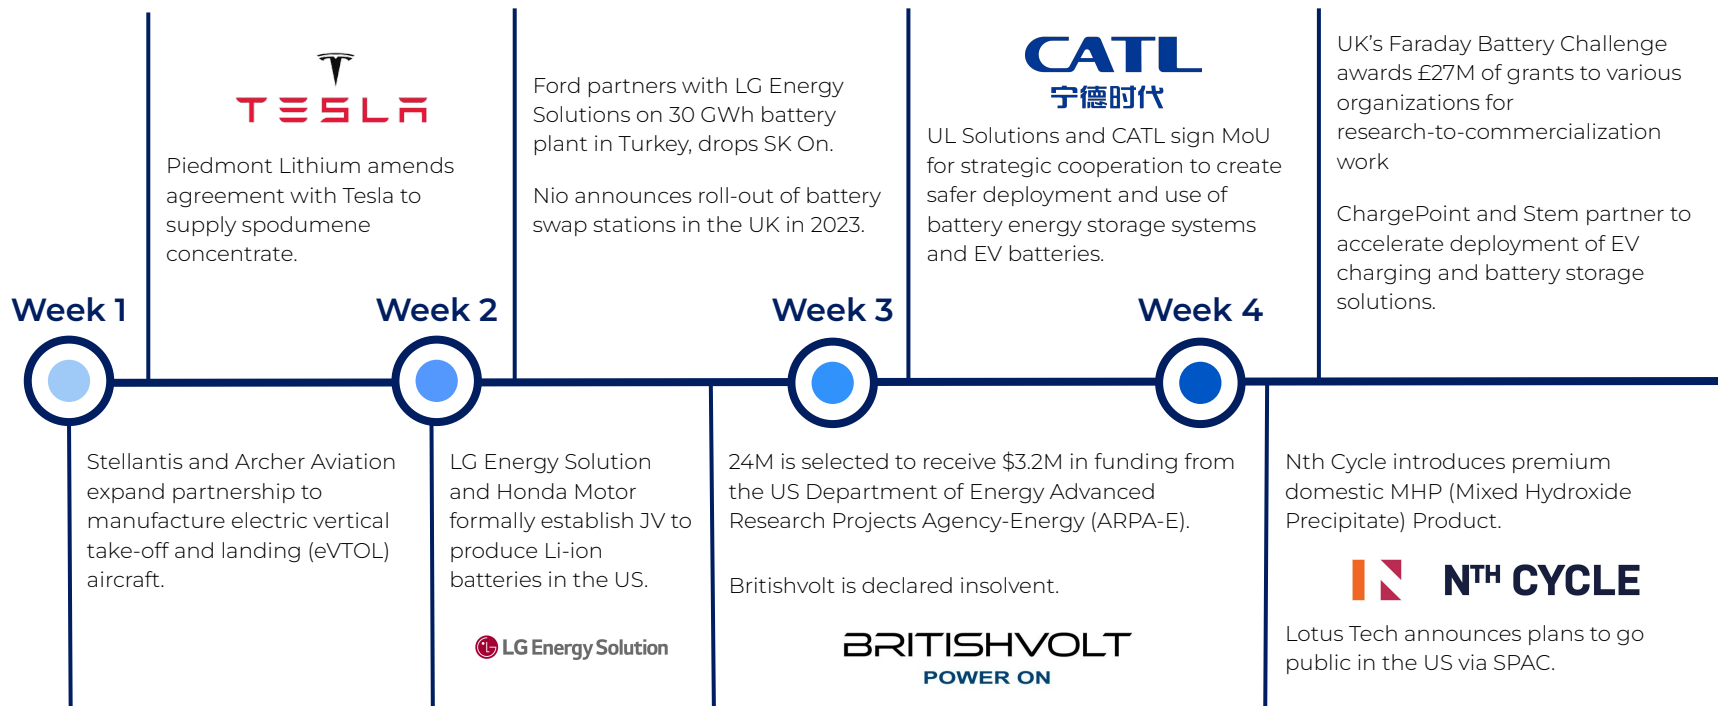 Week 1
TESLA
Piedmont Lithium amends
agreement with Tesla to
supply spodumene
concentrate.
Stellantis and Archer Aviation
expand partnership to
manufacture electric vertical
take-off and landing (eVTOL)
aircraft.
Week 2
Ford partners with LG Energy
Solutions on 30 GWh battery
plant in Turkey, drops SK On.
Nio announces roll-out of battery
swap stations in the UK in 2023.
LG Energy Solution
and Honda Motor
formally establish JV to
produce Li-ion
batteries in the US.
LG Energy Solution
Week 3
CATL
宁德时代
UL Solutions and CATL sign MoU
for strategic cooperation to create
safer deployment and use of
battery energy storage systems
and EV batteries.
24M is selected to receive $3.2M in funding from
the US Department of Energy Advanced
Research Projects Agency-Energy (ARPA-E).
Britishvolt is declared insolvent.
BRITISHVOLT
POWER ON
Week 4
UK’s Faraday Battery Challenge
awards £27M of grants to various
organizations for
research-to-commercialization
work
ChargePoint and Stem partner to
accelerate deployment of EV
charging and battery storage
solutions.
Nth Cycle introduces premium
domestic MHP (Mixed Hydroxide
Precipitate) Product.
NTH CYCLE
Lotus Tech announces plans to go
public in the US via SPAC.